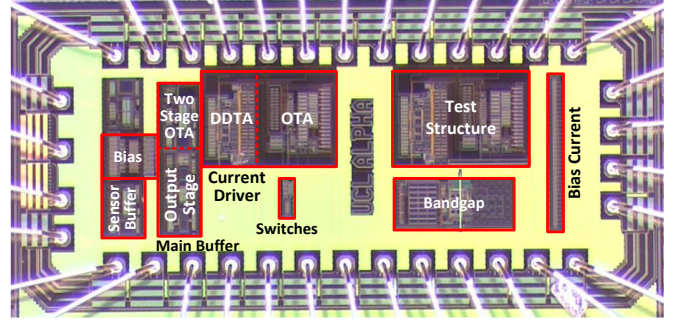 Two
Stage
OTA
DDTA
OTA
Test
Structure
Bias
Current
Driver
Sensor
Buffer
Output
Stage
Main Buffer
Switches
UCL ALPHA
Bandgap
Bias Current